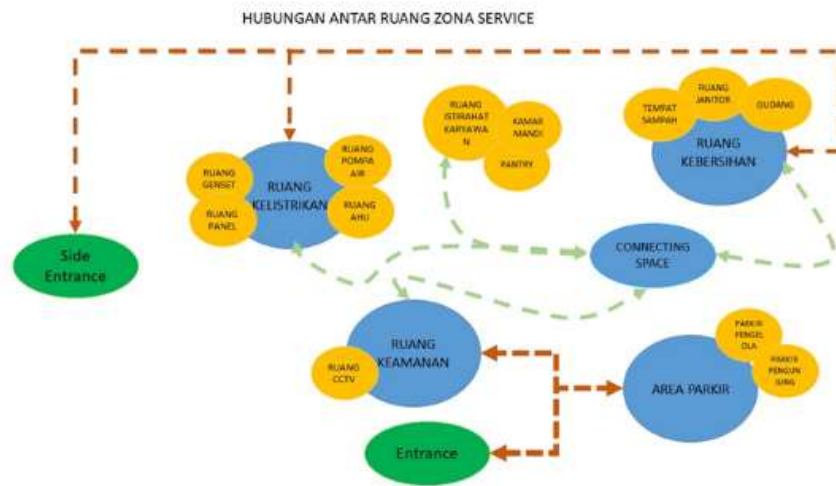 HUBUNGAN ANTAR RUANG ZONA SERVICE
RUANG
ISTIRAHAT
KARYAWA
N
KAMAR
MANDI
PANTRY
TEMPAT
SAMPAH
RUANG
JANITOR
GUDANG
RUANG
KEBERSIHAN
RUANG
GENSET
RUANG
PANEL
RUANG
KELISTRIKAN
RUANG
POMPA
AIR
RUANG
AHU
Side
Entrance
CONNECTING
SPACE
RUANG
CCTV
RUANG
KEAMANAN
PARKIR
PENGEL
OLA
PARKIR
PENGUN
JUNG
AREA PARKIR
Entrance